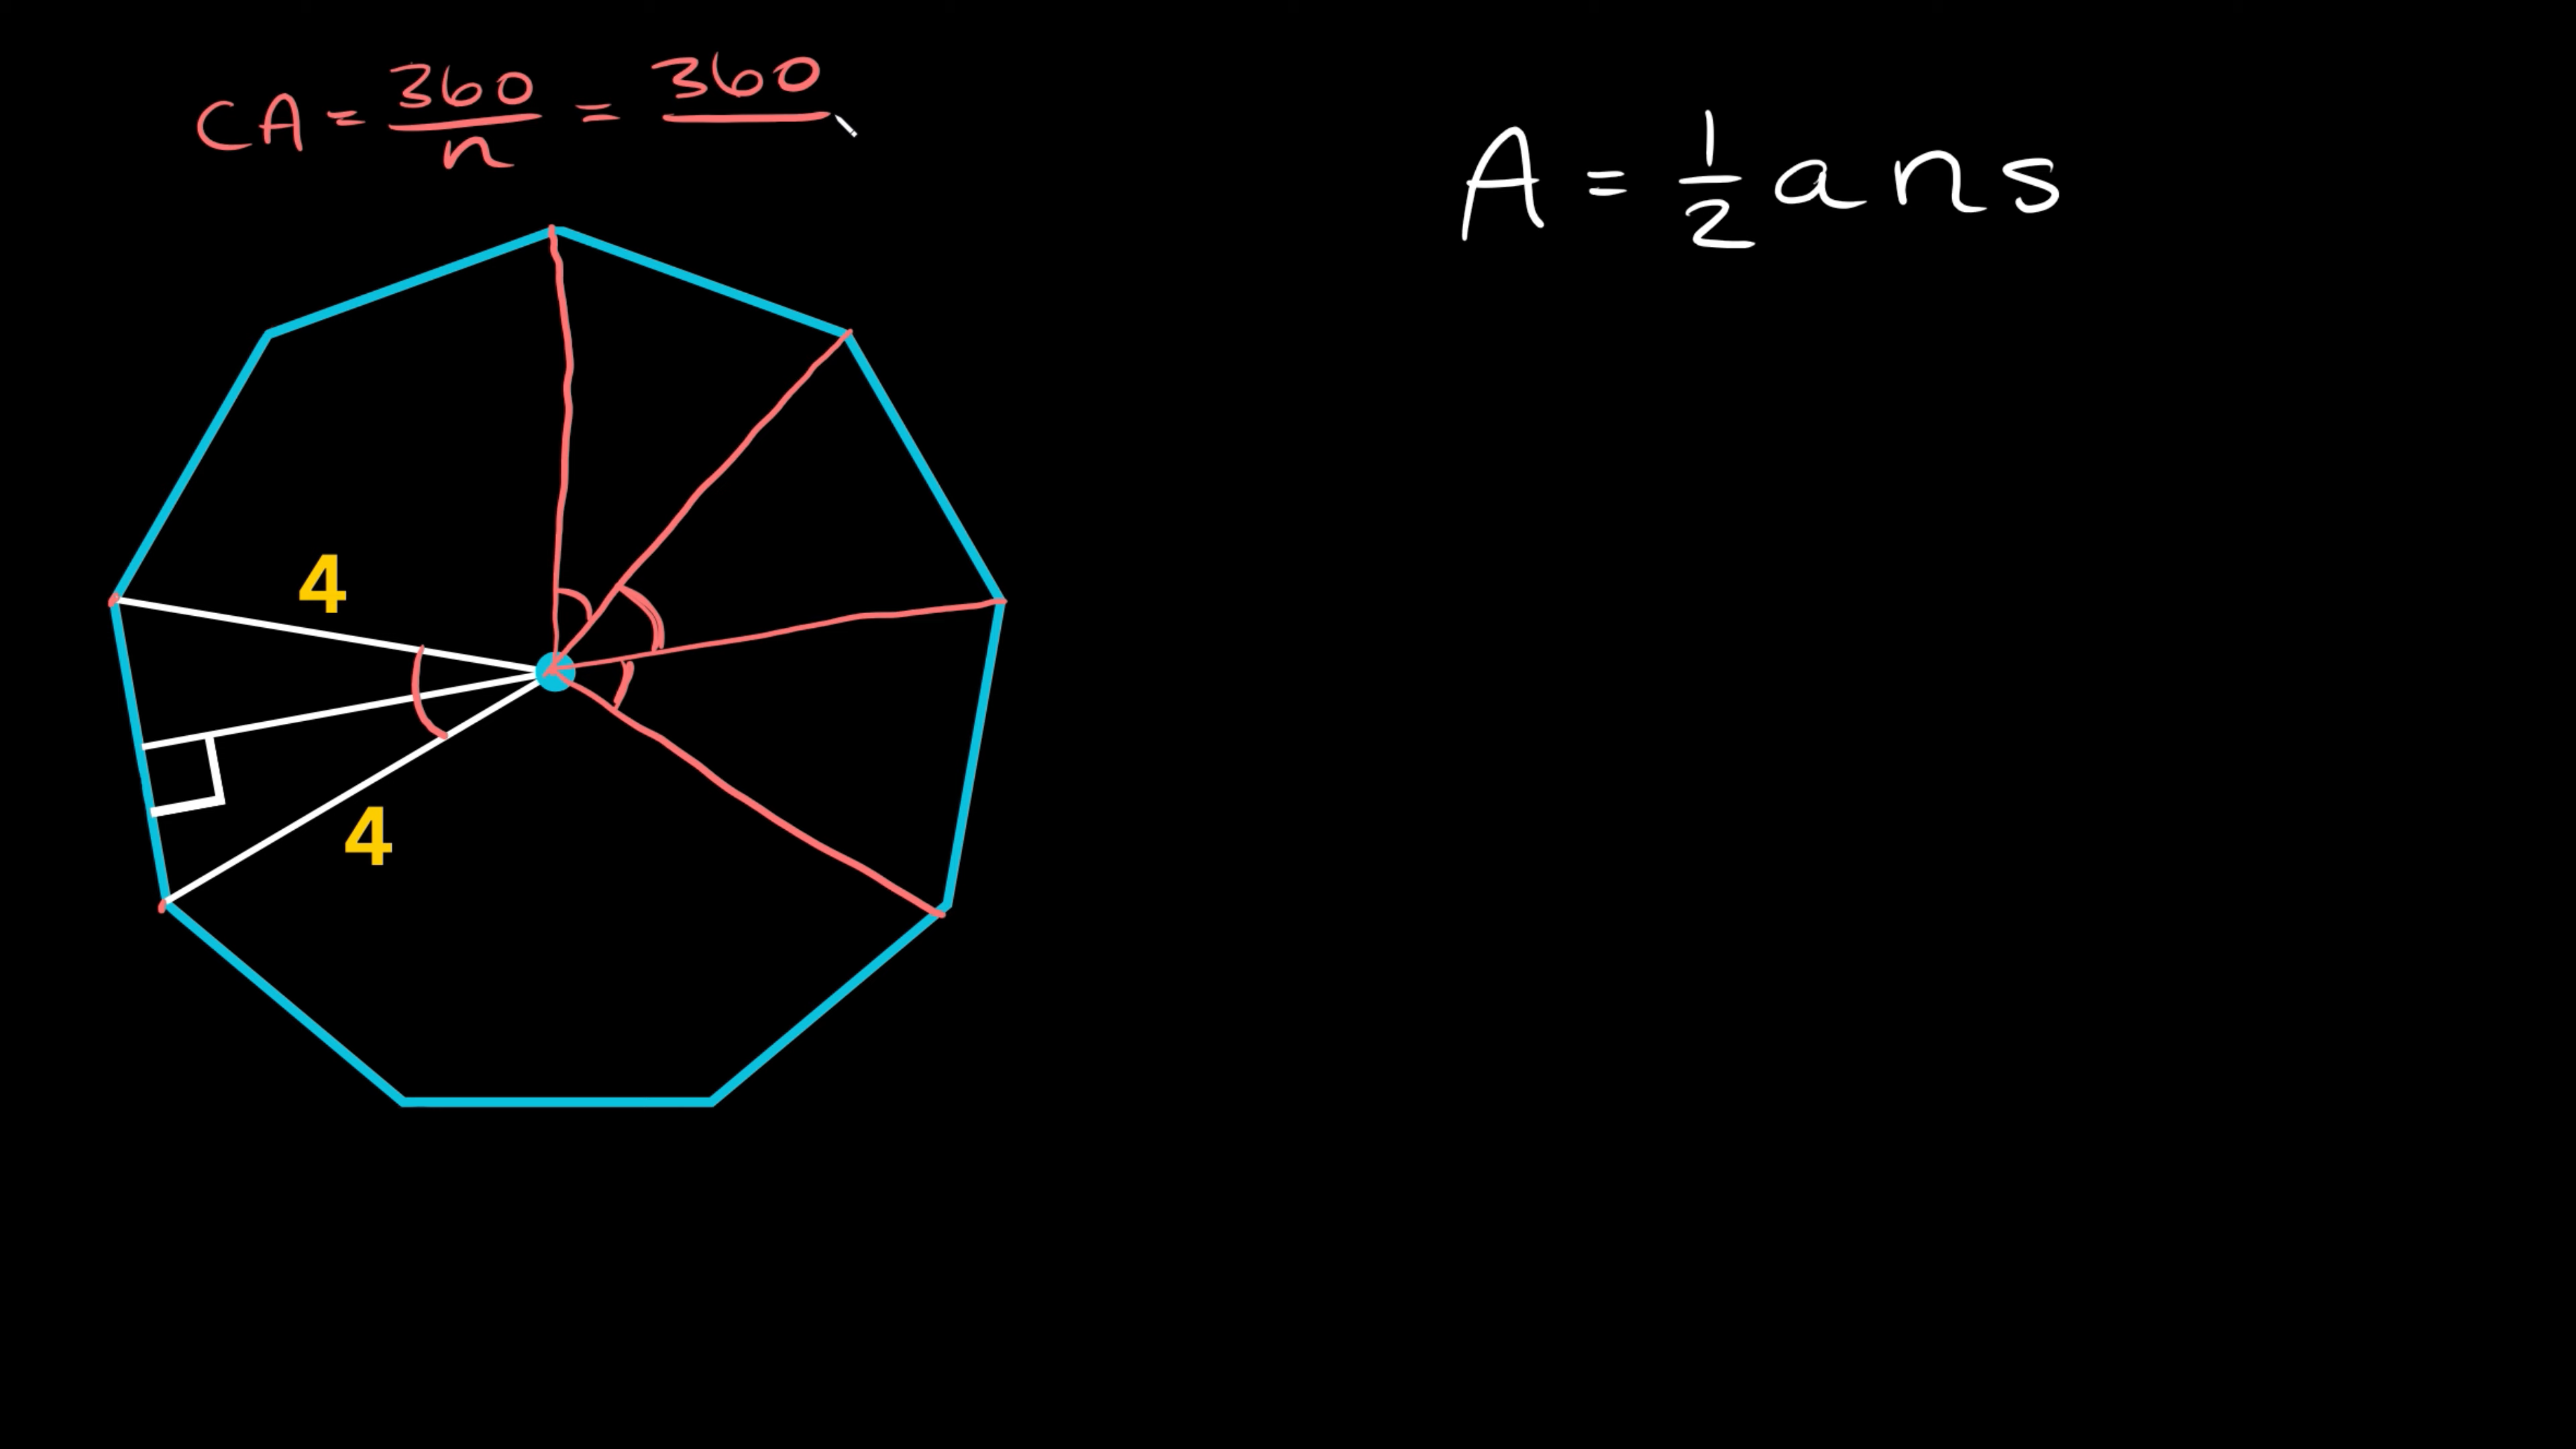 CA = 360/n = 360/
A = 1/2 a n s
4
4